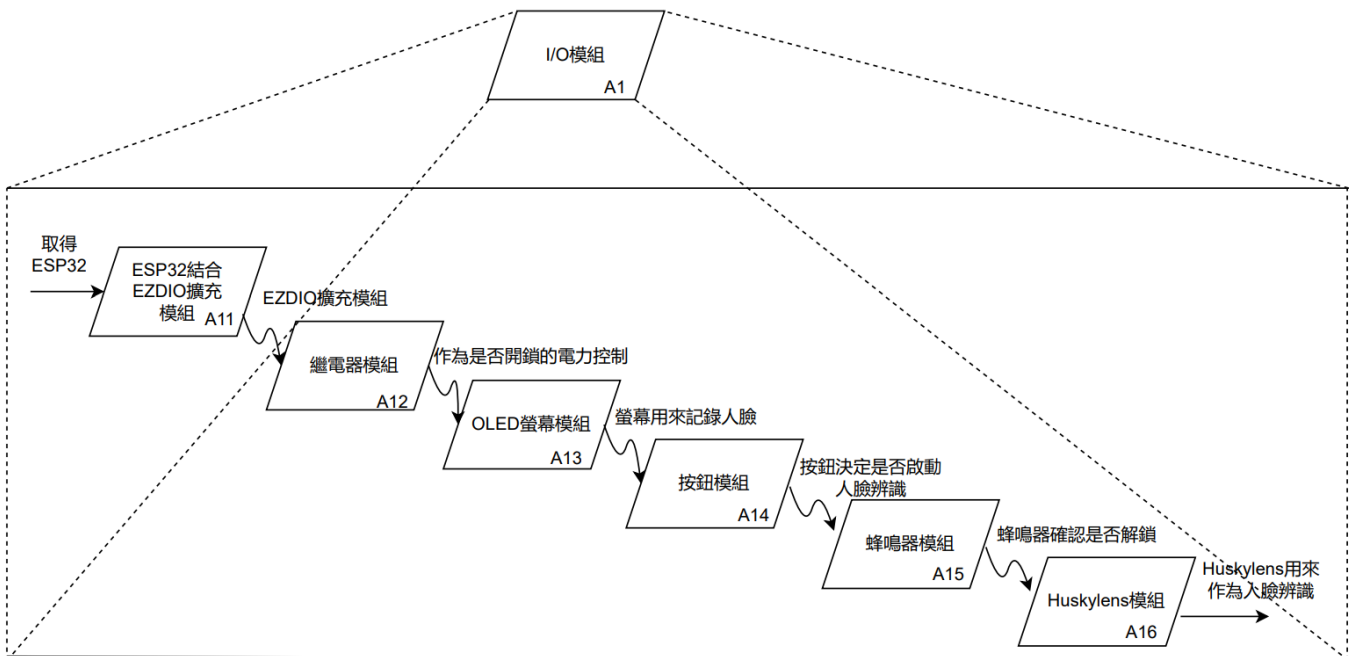 I/O模組
A1
取得
ESP32
ESP32結合
EZDIO擴充
模組
A11
EZDIO擴充模組
繼電器模組
A12
作為是否開鎖的電力控制
OLED螢幕模組
A13
螢幕用來記錄人臉
按鈕模組
A14
按鈕決定是否啟動
人臉辨識
蜂鳴器模組
A15
蜂鳴器確認是否解鎖
Huskylens模組
A16
Huskylens用來
作為人臉辨識